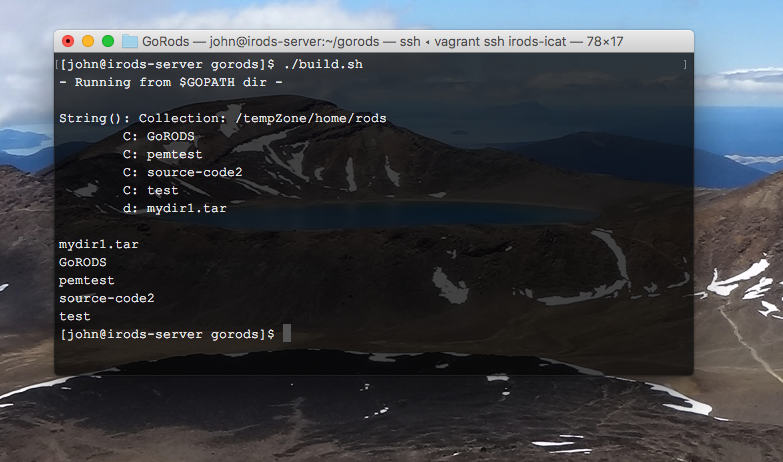 GoRods — john@irods-server:~/gorods — ssh ◂ vagrant ssh irods-icat — 78×17
[[john@irods-server gorods]$ ./build.sh ]
- Running from $GOPATH dir -
String(): Collection: /tempZone/home/rods
C: GoRODS
C: pemtest
C: source-code2
C: test
d: mydir1.tar
mydir1.tar
GoRODS
pemtest
source-code2
test
[john@irods-server gorods]$